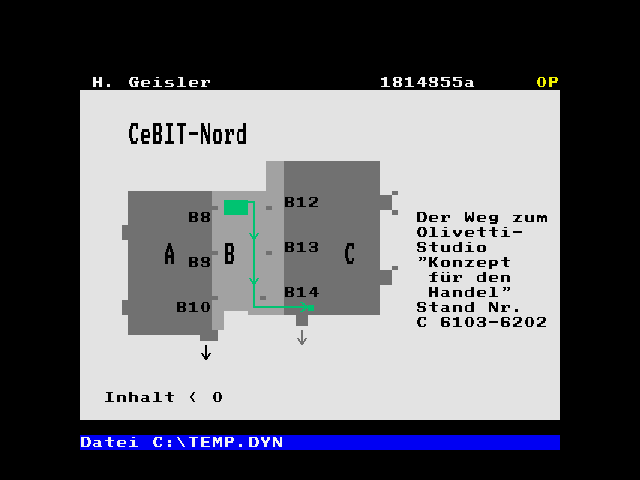 H. Geisler 1814855a OP
CeBIT-Nord
B12
B8
Der Weg zum
Olivetti-
Studio
A B9 B B13 C
"Konzept
für den
Handel"
B14
B10
Stand Nr.
C 6103-6202
Inhalt < 0
Datei C:\TEMP.DYN